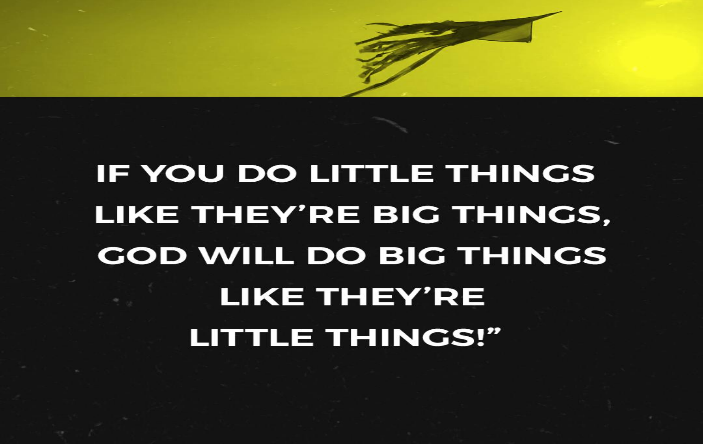 IF YOU DO LITTLE THINGS
LIKE THEY’RE BIG THINGS,
GOD WILL DO BIG THINGS
LIKE THEY’RE
LITTLE THINGS!”